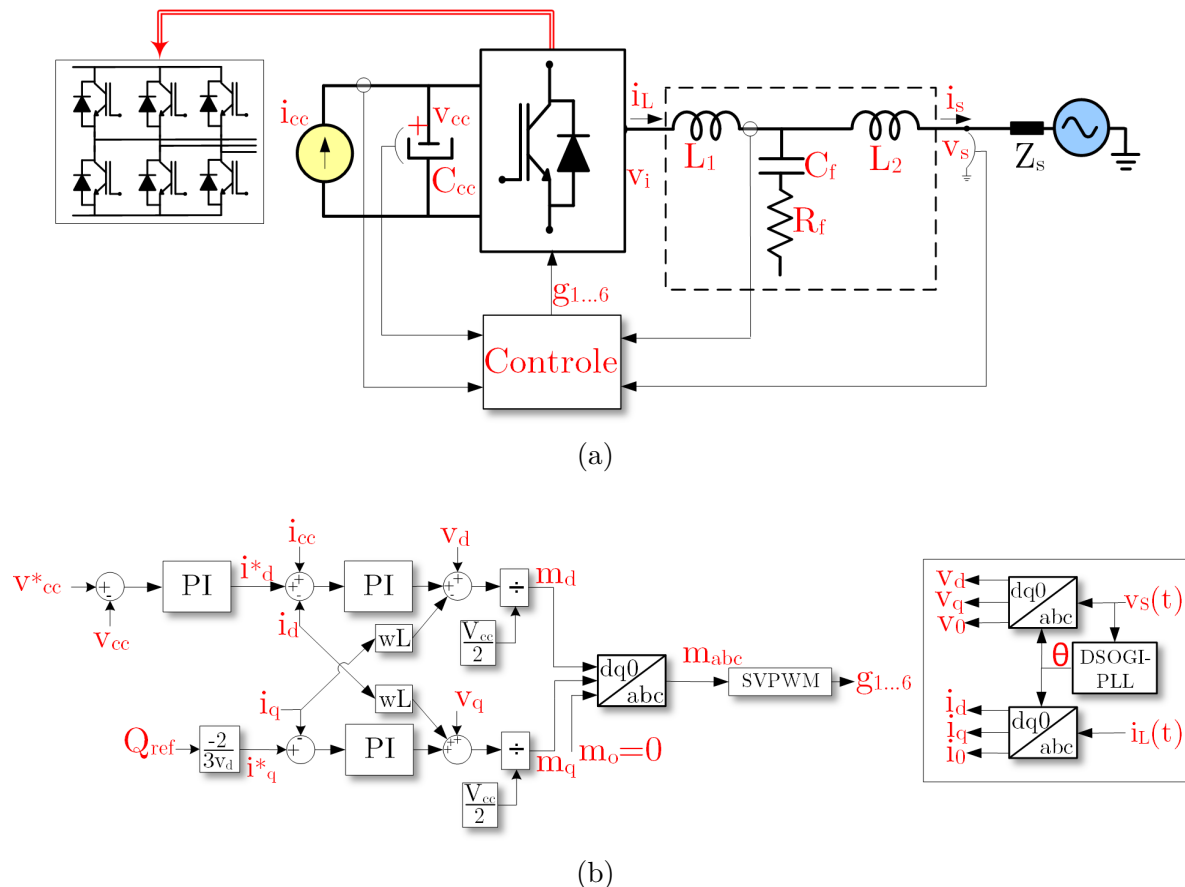 i_cc
+
v_cc
C_cc
v_i
i_L
L_1
C_f
R_f
L_2
i_s
v_s
Z_s
g_1...6
Controle
(a)
v*_cc
+
-
v_cc
PI
i*_d
i_cc
+
+
-
i_d
PI
wL
v_d
+
+
-
÷
V_cc
2
m_d
Q_ref
-2
3v_d
i*_q
i_q
+
-
PI
wL
v_q
+
+
+
÷
V_cc
2
m_q
m_o=0
dq0
abc
m_abc
SVPWM
g_1...6
v_d
v_q
v_0
dq0
abc
v_S(t)
θ
DSOGI-
PLL
i_d
i_q
i_0
dq0
abc
i_L(t)
(b)